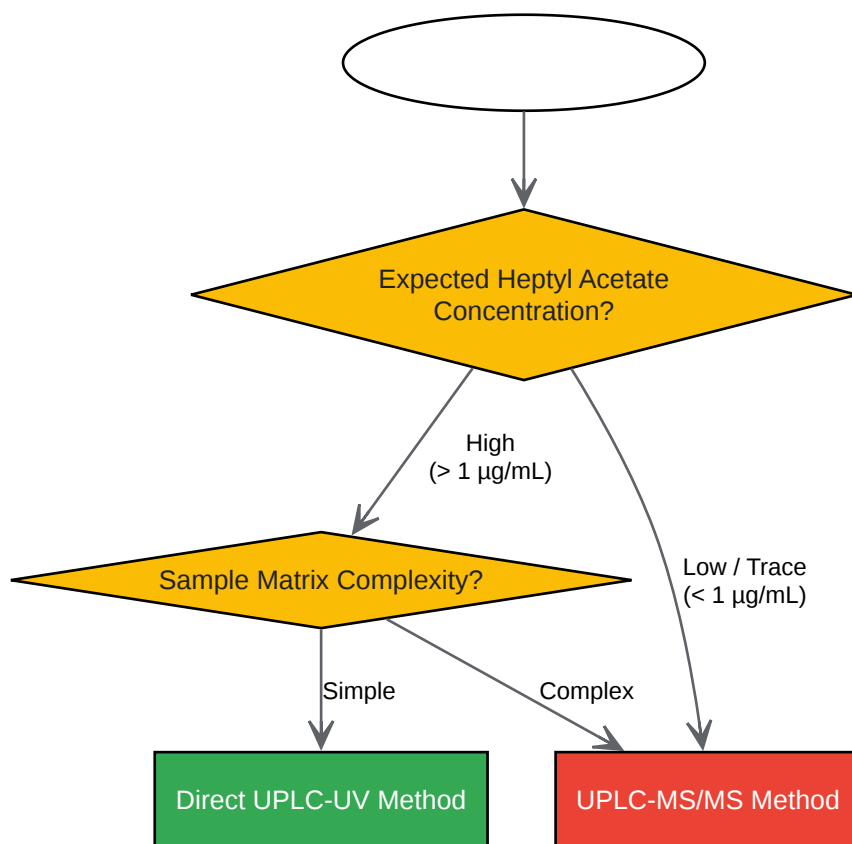 Expected Heptyl Acetate
Concentration?
High
(> 1 µg/mL)
Low / Trace
(< 1 µg/mL)
Sample Matrix Complexity?
Simple
Complex
Direct UPLC-UV Method
UPLC-MS/MS Method